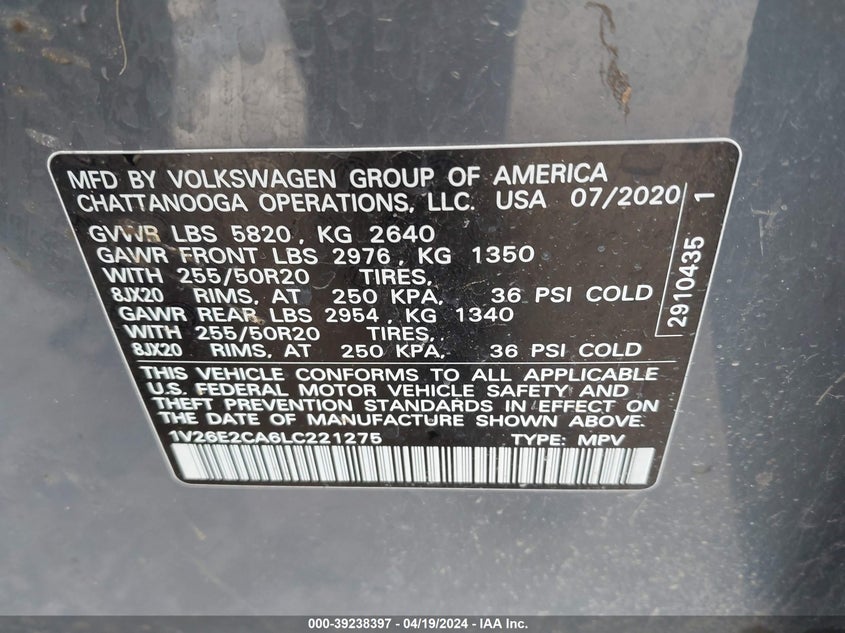 MFD BY VOLKSWAGEN GROUP OF AMERICA
CHATTANOOGA OPERATIONS, LLC. USA 07/2020
GVWR LBS 5820, KG 2640
GAWR FRONT LBS 2976, KG 1350
WITH 255/50R20 TIRES,
8JX20 RIMS, AT 250 KPA, 36 PSI COLD
GAWR REAR LBS 2954, KG 1340
WITH 255/50R20 TIRES,
8JX20 RIMS, AT 250 KPA, 36 PSI COLD
THIS VEHICLE CONFORMS TO ALL APPLICABLE
U.S. FEDERAL MOTOR VEHICLE SAFETY AND
THEFT PREVENTION STANDARDS IN EFFECT ON
THE DATE OF MANUFACTURE SHOWN ABOVE.
1V26E2CA6LC221275 TYPE: MPV
2910435 1
000-39238397 - 04/19/2024 - IAA Inc.